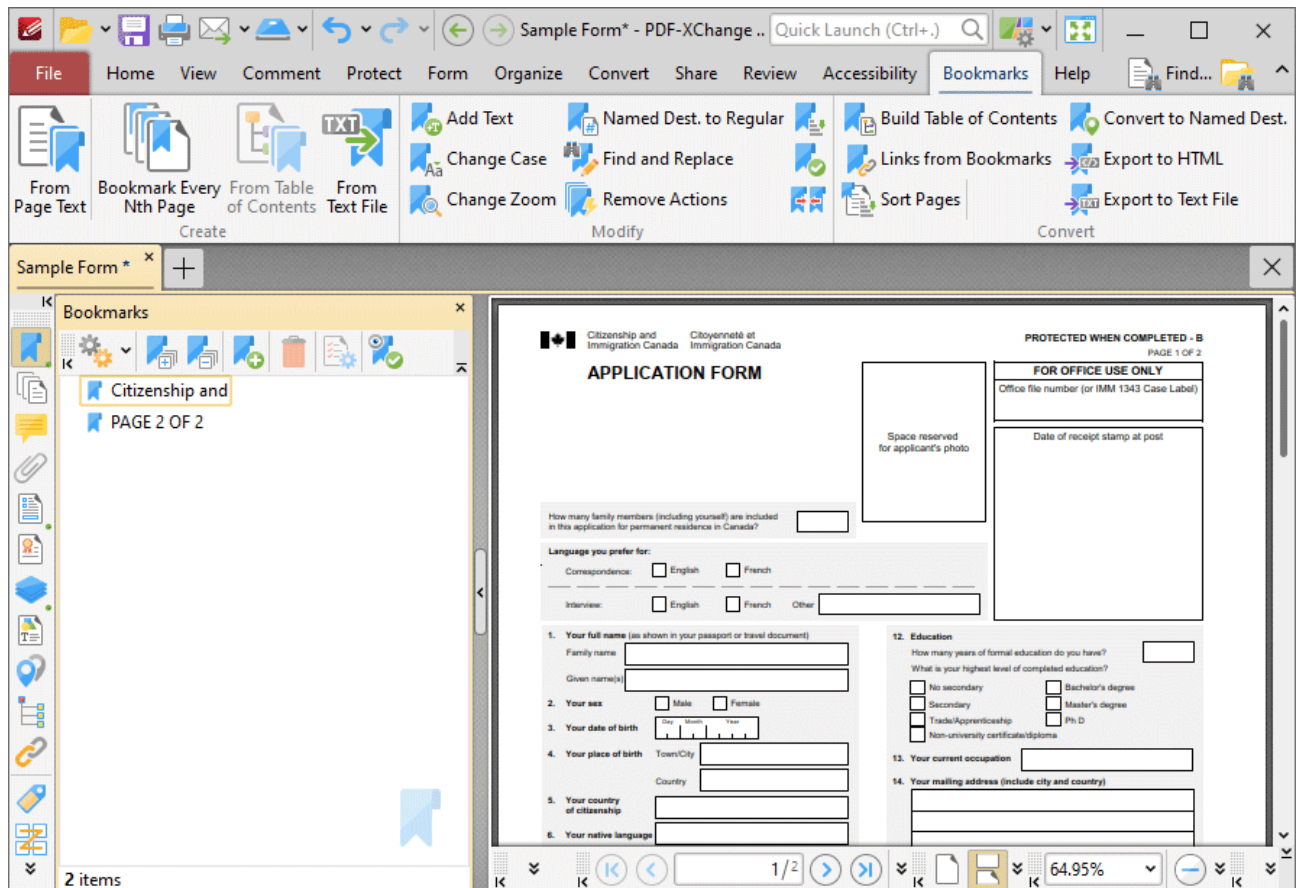 Sample Form* - PDF-XChange .. Quick Launch (Ctrl+.)
File Home View Comment Protect Form Organize Convert Share Review Accessibility Bookmarks Help Find...
From Page Text
Bookmark Every Nth Page
From Table of Contents
From Text File
Create
Add Text
Change Case
Change Zoom
Named Dest. to Regular
Find and Replace
Remove Actions
Modify
Build Table of Contents
Links from Bookmarks
Sort Pages
Convert to Named Dest.
Export to HTML
Export to Text File
Convert
Sample Form *
Bookmarks
Citizenship and
PAGE 2 OF 2
2 items
Citizenship and Citoyenneté et
Immigration Canada Immigration Canada
PROTECTED WHEN COMPLETED - B
PAGE 1 OF 2
APPLICATION FORM
FOR OFFICE USE ONLY
Office file number (or IMM 1343 Case Label)
Space reserved
for applicant's photo
Date of receipt stamp at post
How many family members (including yourself) are included
in this application for permanent residence in Canada?
Language you prefer for:
Correspondence: English French
Interview: English French Other
1. Your full name (as shown in your passport or travel document)
Family name
Given name(s)
2. Your sex Male Female
3. Your date of birth Day Month Year
4. Your place of birth Town/City
Country
5. Your country
of citizenship
6. Your native language
12. Education
How many years of formal education do you have?
What is your highest level of completed education?
No secondary Bachelor's degree
Secondary Master's degree
Trade/Apprenticeship Ph D
Non-university certificate/diploma
13. Your current occupation
14. Your mailing address (include city and country)
1/2
64.95%